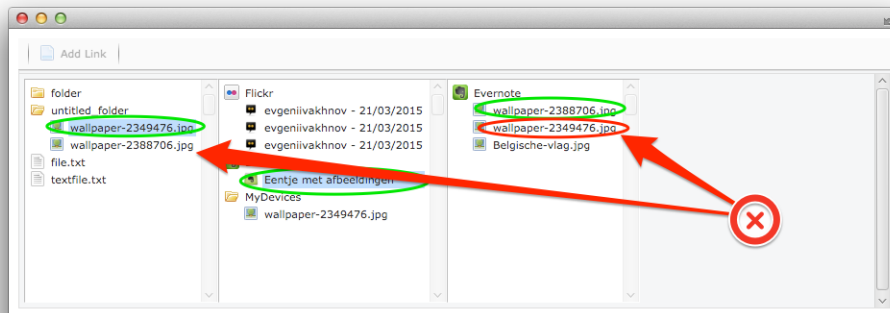 Add Link
folder
untitled_folder
wallpaper-2349476.jpg
wallpaper-2388706.jpg
file.txt
textfile.txt
Flickr
evgeniivakhnov - 21/03/2015
evgeniivakhnov - 21/03/2015
evgeniivakhnov - 21/03/2015
Eentje met afbeeldingen
MyDevices
wallpaper-2349476.jpg
Evernote
wallpaper-2388706.jpg
wallpaper-2349476.jpg
Belgische-vlag.jpg